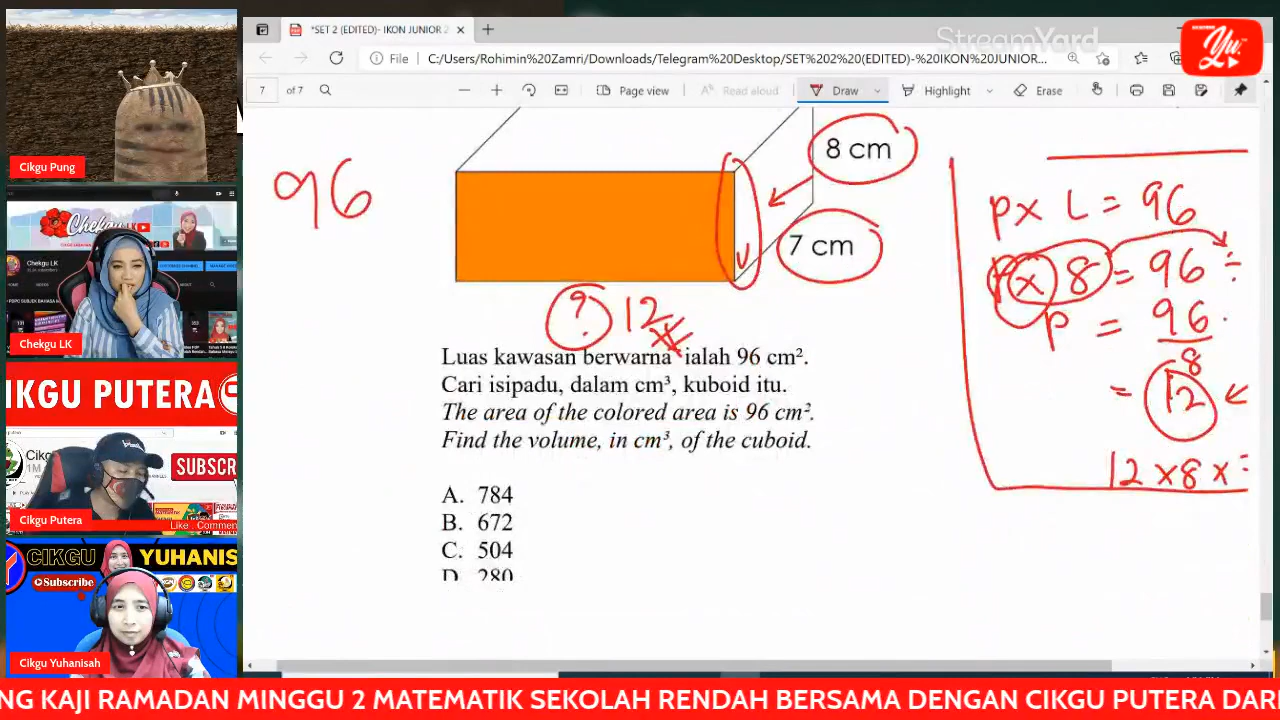 *SET 2 (EDITED)- IKON JUNIOR 2
StreamYard
File
C:/Users/Rohimin%20Zamri/Downloads/Telegram%20Desktop/SET%202%20(EDITED)-%20IKON%20JUNIOR...
7 of 7
Page view
Read aloud
Draw
Highlight
Erase
Yu
Cikgu Pung
Chekgu LK
Chekgu LK
CIKGU PUTERA
SUBSCR
Cikgu Putera
Like . Commen
CIKGU YUHANIS
Subscribe
Cikgu Yuhanisah
96
8 cm
7 cm
? 12
Luas kawasan berwarna ialah 96 cm².
Cari isipadu, dalam cm³, kuboid itu.
The area of the colored area is 96 cm².
Find the volume, in cm³, of the cuboid.
A. 784
B. 672
C. 504
D. 280
P x L = 96
P x 8 = 96 ÷
P = 96
8
= 12
12 x 8 x
NG KAJI RAMADAN MINGGU 2 MATEMATIK SEKOLAH RENDAH BERSAMA DENGAN CIKGU PUTERA DARI